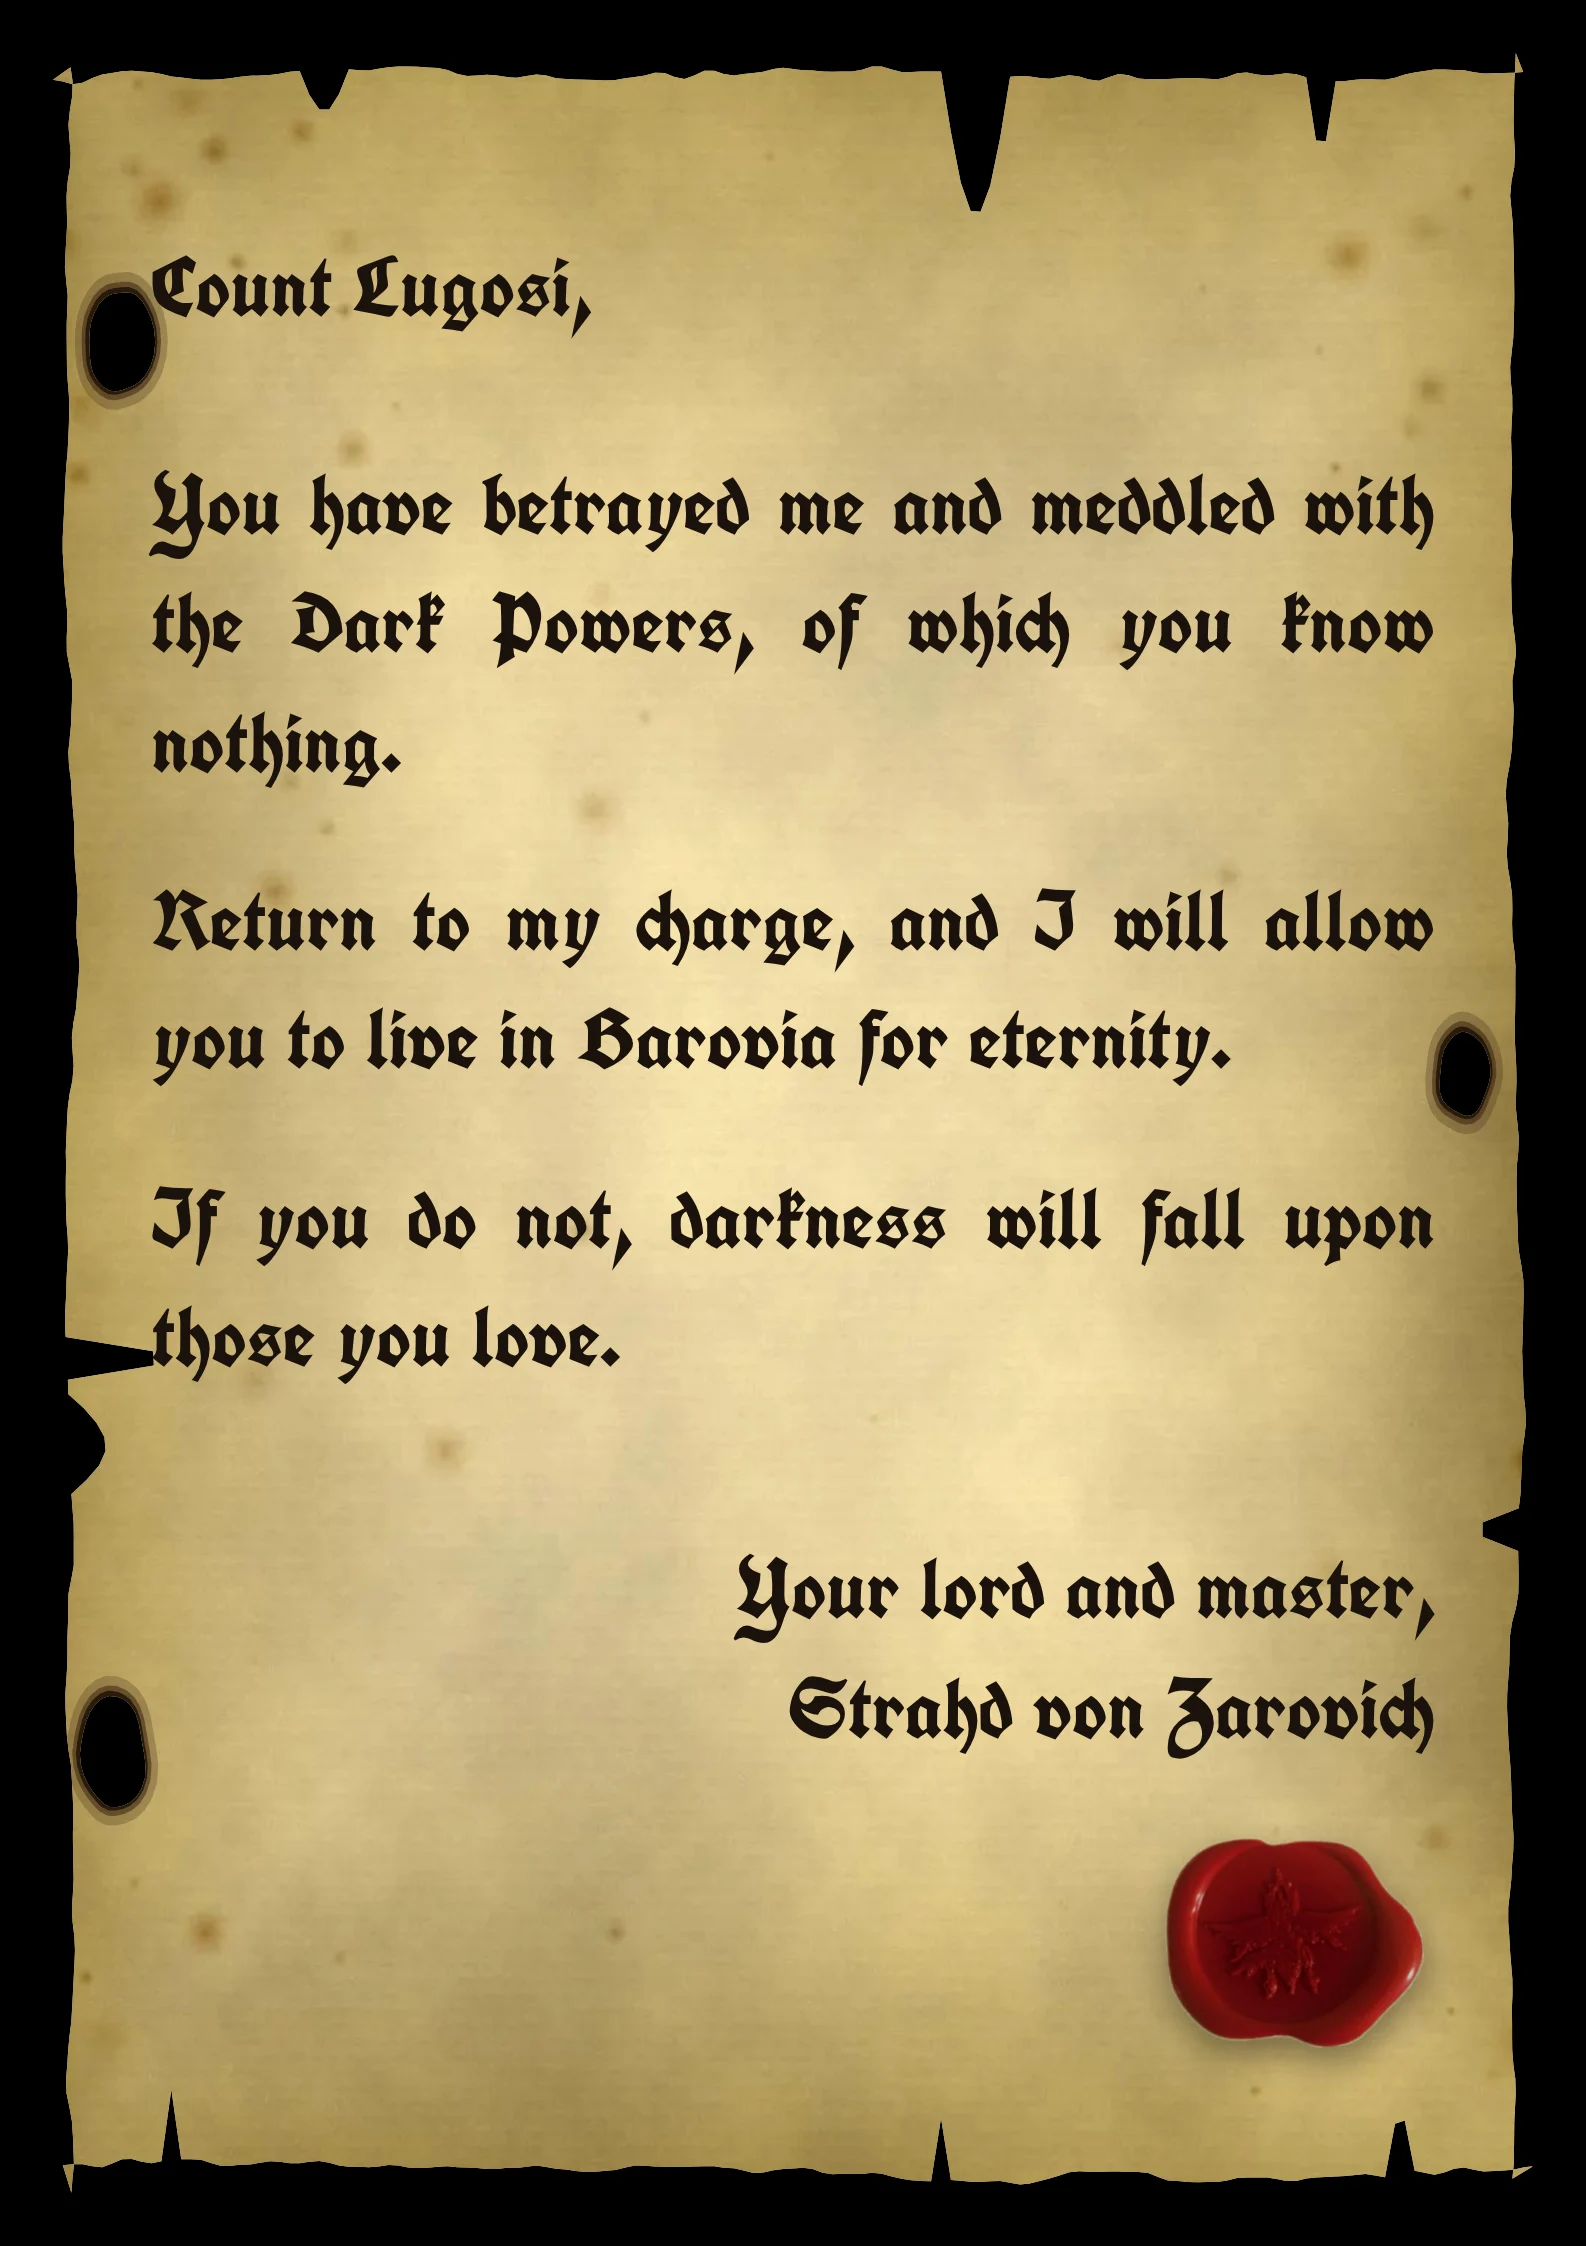 Count Lugosi,
You have betrayed me and meddled with
the Dark Powers, of which you know
nothing.
Return to my charge, and I will allow
you to live in Barovia for eternity.
If you do not, darkness will fall upon
those you love.
Your lord and master,
Strahd von Zarovich